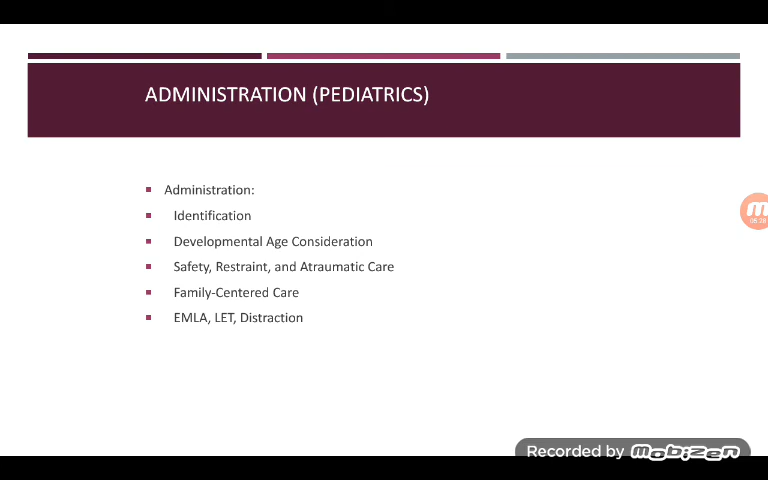 ADMINISTRATION (PEDIATRICS)
Administration:
Identification
Developmental Age Consideration
Safety, Restraint, and Atraumatic Care
Family-Centered Care
EMLA, LET, Distraction
Recorded by Mobizen